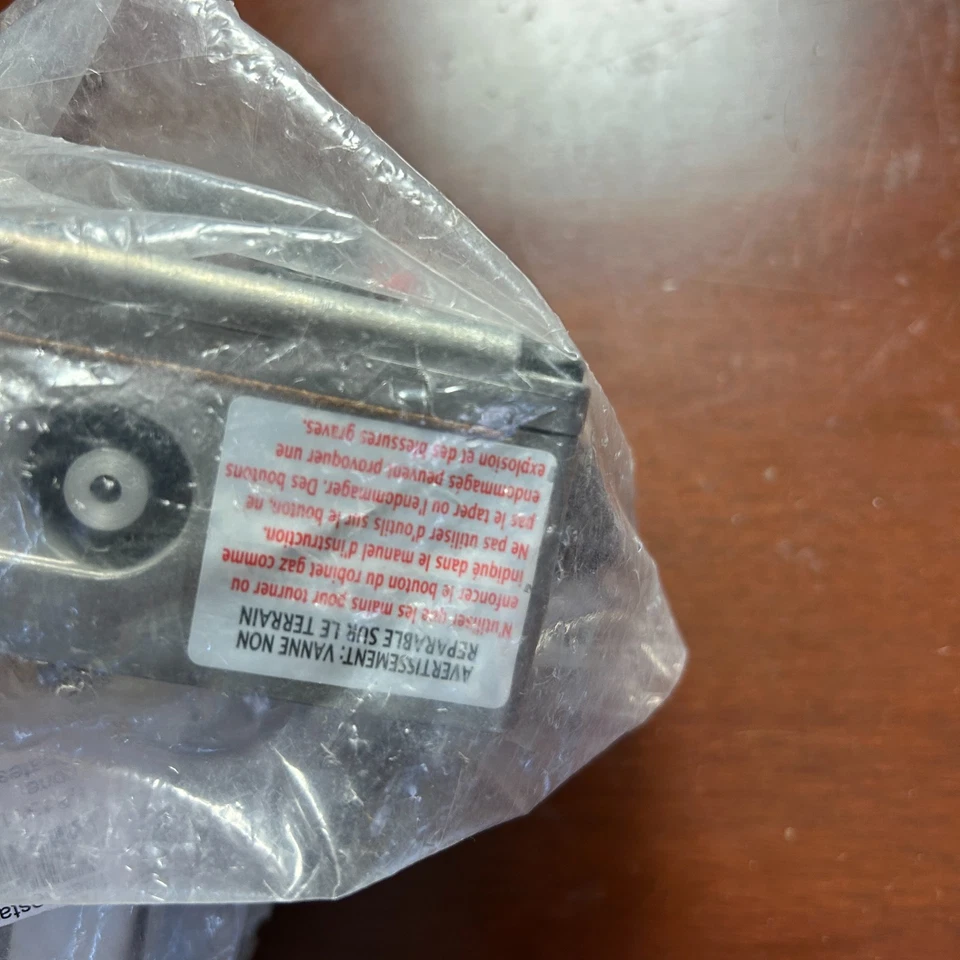 AVERTISSEMENT: VANNE NON
REPARABLE SUR LE TERRAIN
N'utiliser que les mains pour tourner ou
enfoncer le bouton du robinet gaz comme
indiqué dans le manuel d'instruction.
Ne pas utiliser d'outils sur le bouton, ne
pas le taper ou l'endommager. Des boutons
endommagés peuvent provoquer une
explosion et des blessures graves.